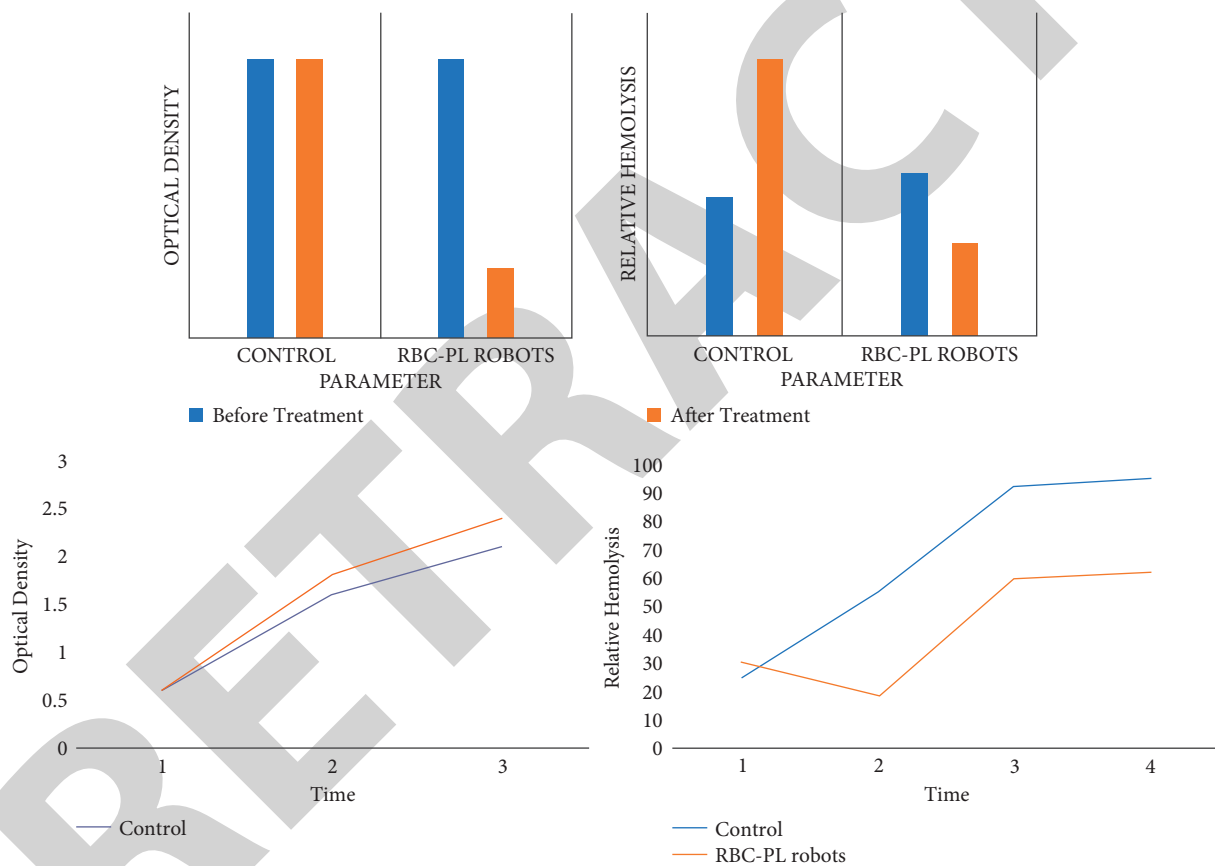 OPTICAL DENSITY
CONTROL
RBC-PL ROBOTS
PARAMETER
Before Treatment
RELATIVE HEMOLYSIS
CONTROL
RBC-PL ROBOTS
PARAMETER
After Treatment
3
2.5
2
1.5
1
0.5
0
Optical Density
1 2 3
Time
Control
100
90
80
70
60
50
40
30
20
10
0
Relative Hemolysis
1 2 3 4
Time
Control
RBC-PL robots
RETRACT